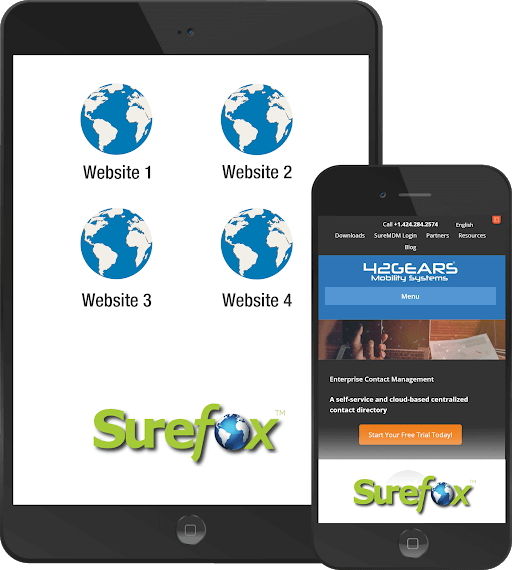 Website 1
Website 2
Website 3
Website 4
Surefox™
Call +1.424.284.2574
English
Downloads
SureMDM Login
Partners
Resources
Blog
42GEARS®
Mobility Systems
Menu
Enterprise Contact Management
A self-service and cloud-based centralized
contact directory
Start Your Free Trial Today!
Surefox™